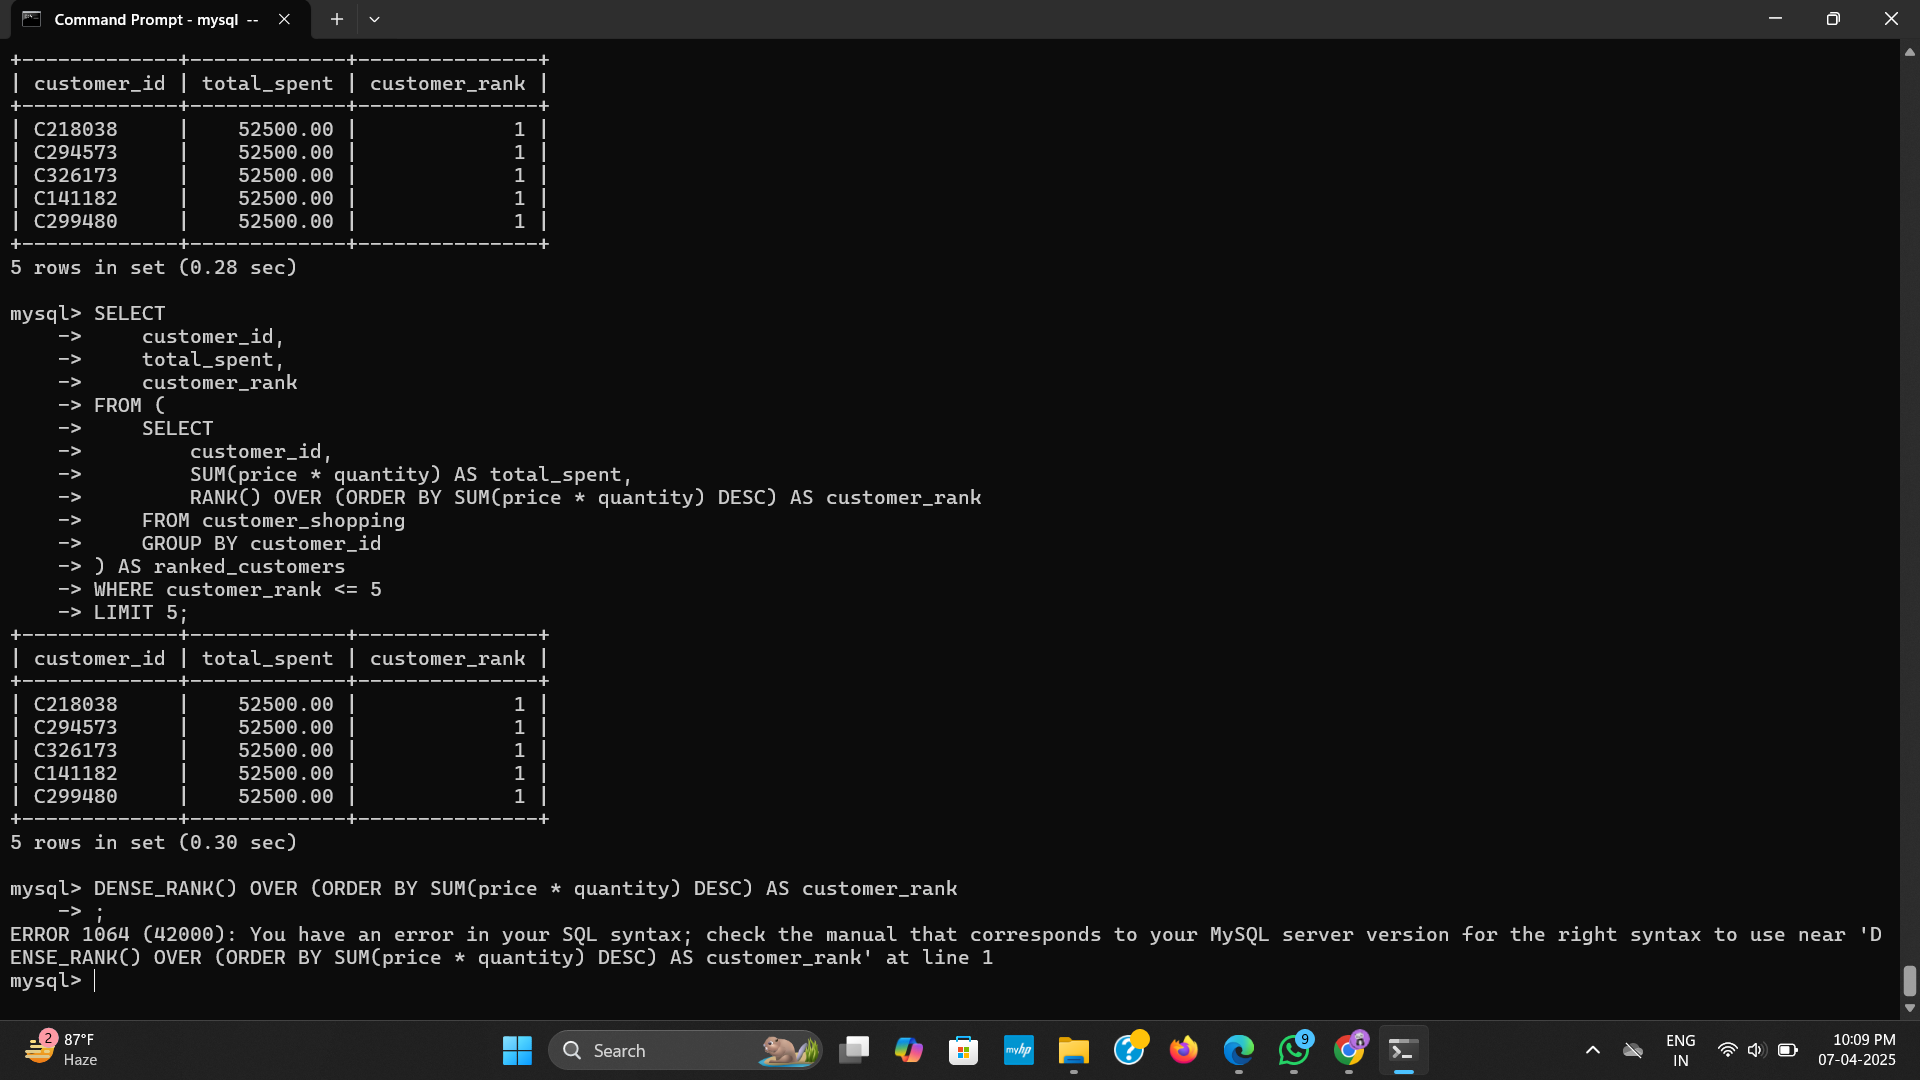 Command Prompt - mysql --
+-------------+-------------+---------------+
| customer_id | total_spent | customer_rank |
+-------------+-------------+---------------+
| C218038     |    52500.00 |             1 |
| C294573     |    52500.00 |             1 |
| C326173     |    52500.00 |             1 |
| C141182     |    52500.00 |             1 |
| C299480     |    52500.00 |             1 |
+-------------+-------------+---------------+
5 rows in set (0.28 sec)
mysql> SELECT
    ->     customer_id,
    ->     total_spent,
    ->     customer_rank
    -> FROM (
    ->     SELECT
    ->         customer_id,
    ->         SUM(price * quantity) AS total_spent,
    ->         RANK() OVER (ORDER BY SUM(price * quantity) DESC) AS customer_rank
    ->     FROM customer_shopping
    ->     GROUP BY customer_id
    -> ) AS ranked_customers
    -> WHERE customer_rank <= 5
    -> LIMIT 5;
+-------------+-------------+---------------+
| customer_id | total_spent | customer_rank |
+-------------+-------------+---------------+
| C218038     |    52500.00 |             1 |
| C294573     |    52500.00 |             1 |
| C326173     |    52500.00 |             1 |
| C141182     |    52500.00 |             1 |
| C299480     |    52500.00 |             1 |
+-------------+-------------+---------------+
5 rows in set (0.30 sec)
mysql> DENSE_RANK() OVER (ORDER BY SUM(price * quantity) DESC) AS customer_rank
    -> ;
ERROR 1064 (42000): You have an error in your SQL syntax; check the manual that corresponds to your MySQL server version for the right syntax to use near 'D
ENSE_RANK() OVER (ORDER BY SUM(price * quantity) DESC) AS customer_rank' at line 1
mysql>
2
87°F
Haze
Search
myhp
9
ENG
IN
10:09 PM
07-04-2025